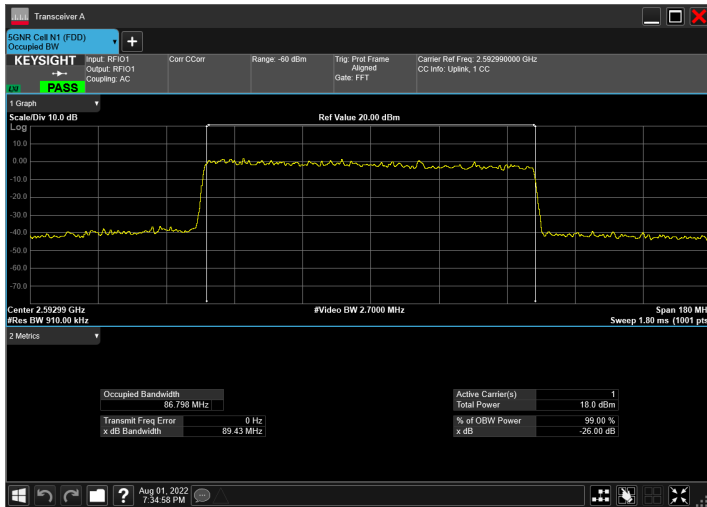 Transceiver A
5GNR Cell N1 (FDD)
Occupied BW
KEYSIGHT
LXI
PASS
Input: RFIO1
Output: RFIO1
Coupling: AC
Corr CCorr
Range: -60 dBm
Trig: Prot Frame
Aligned
Gate: FFT
Carrier Ref Freq: 2.592990000 GHz
CC Info: Uplink, 1 CC
1 Graph
Scale/Div 10.0 dB
Ref Value 20.00 dBm
Log
10.0
0.00
-10.0
-20.0
-30.0
-40.0
-50.0
-60.0
-70.0
Center 2.59299 GHz
#Video BW 2.7000 MHz
Span 180 MH
#Res BW 910.00 kHz
Sweep 1.80 ms (1001 pts
2 Metrics
Occupied Bandwidth
86.798 MHz
Transmit Freq Error 0 Hz
x dB Bandwidth 89.43 MHz
Active Carrier(s) 1
Total Power 18.0 dBm
% of OBW Power 99.00 %
x dB -26.00 dB
?
Aug 01, 2022
7:34:58 PM